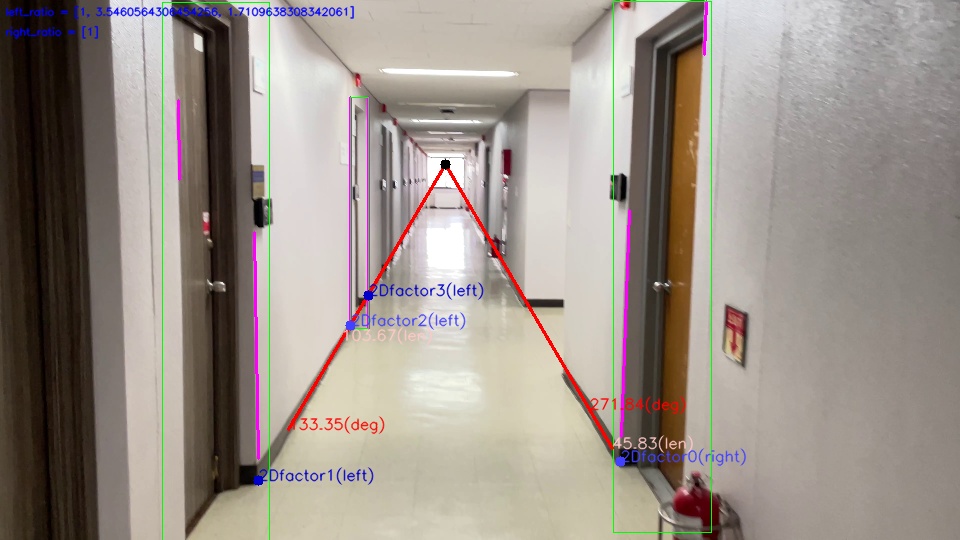 left_ratio = [1, 3.5460564306454256, 1.7109638308342061]
right_ratio = [1]
2Dfactor3(left)
2Dfactor2(left)
103.67(len)
271.84(deg)
133.35(deg)
45.83(len)
2Dfactor0(right)
2Dfactor1(left)